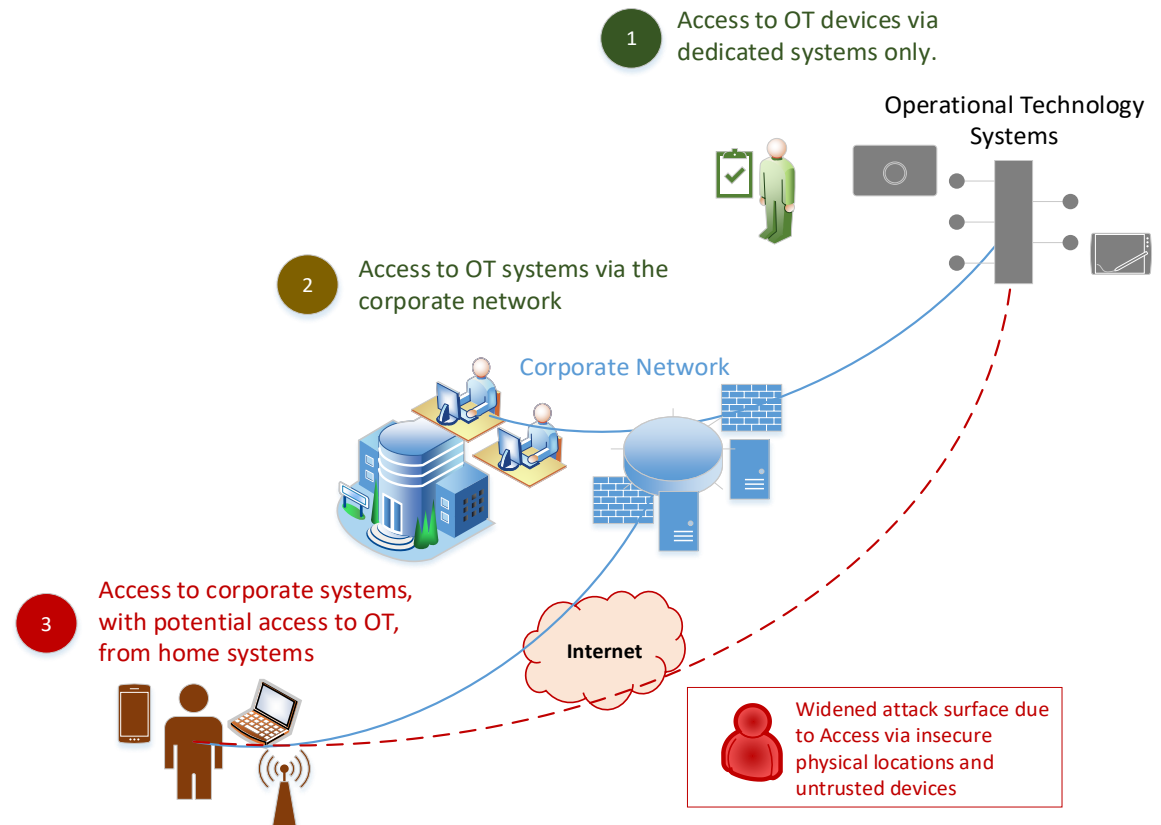 1
Access to OT devices via
dedicated systems only.
Operational Technology
Systems
2
Access to OT systems via the
corporate network
Corporate Network
3
Access to corporate systems,
with potential access to OT,
from home systems
Internet
Widened attack surface due
to Access via insecure
physical locations and
untrusted devices